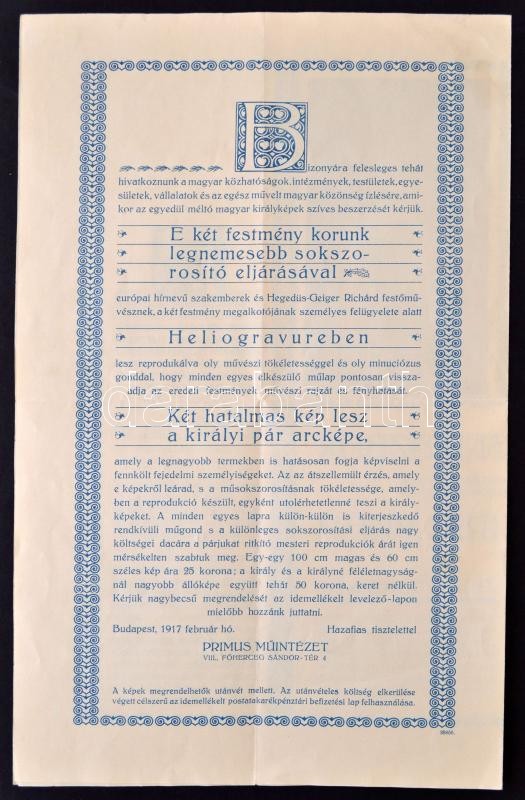 Bizonyára felesleges tehát
hivatkoznunk a magyar közhatóságok, intézmények, testületek, egye-
sületek, vállalatok és az egész művelt magyar közönség ízlésére, ami-
kor az egyedül méltó magyar királyképek szíves beszerzését kérjük.
E két festmény korunk
legnemesebb sokszo-
rosító eljárásával
európai hírnevű szakemberek és Hegedüs-Geiger Richárd festőmű-
vésznek, a két festmény megalkotójának személyes felügyelete alatt
Heliogravureben
lesz reprodukálva oly művészi tökéletességgel és oly minuciózus
gonddal, hogy minden egyes elkészülő műlap pontosan vissza-
adja az eredeti festmények művészi rajzát és fényhatását.
Két hatalmas kép lesz
a királyi pár arcképe,
amely a legnagyobb termekben is hatásosan fogja képviselni a
fennkölt fejedelmi személyiségeket. Az az átszellemült érzés, amely
e képekről leárad, s a műsokszorosításnak tökéletessége, amely-
ben a reprodukció készült, egyként utolérhetetlenné teszi a király-
képeket. A minden egyes lapra külön-külön is kiterjeszkedő
rendkívüli műgond s a különleges sokszorosítási eljárás nagy
költségei dacára a párjukat ritkító mesteri reprodukciók árát igen
mérsékelten szabtuk meg. Egy-egy 100 cm magas és 60 cm
széles kép ára 25 korona; a király és a királyné féléletnagyság-
nál nagyobb állóképe együtt tehát 50 korona, keret nélkül.
Kérjük nagybecsű megrendelését az idemellékelt levelező-lapon
mielőbb hozzánk juttatni.
Budapest, 1917 február hó. Hazafias tisztelettel
PRIMUS MŰINTÉZET
VIII, FŐHERCEG SÁNDOR-TÉR 4
A képek megrendelhetők utánvét mellett. Az utánvételes költség elkerülése
végett célszerű az idemellékelt postatakarékpénztári befizetési lap felhasználása.
darabanth